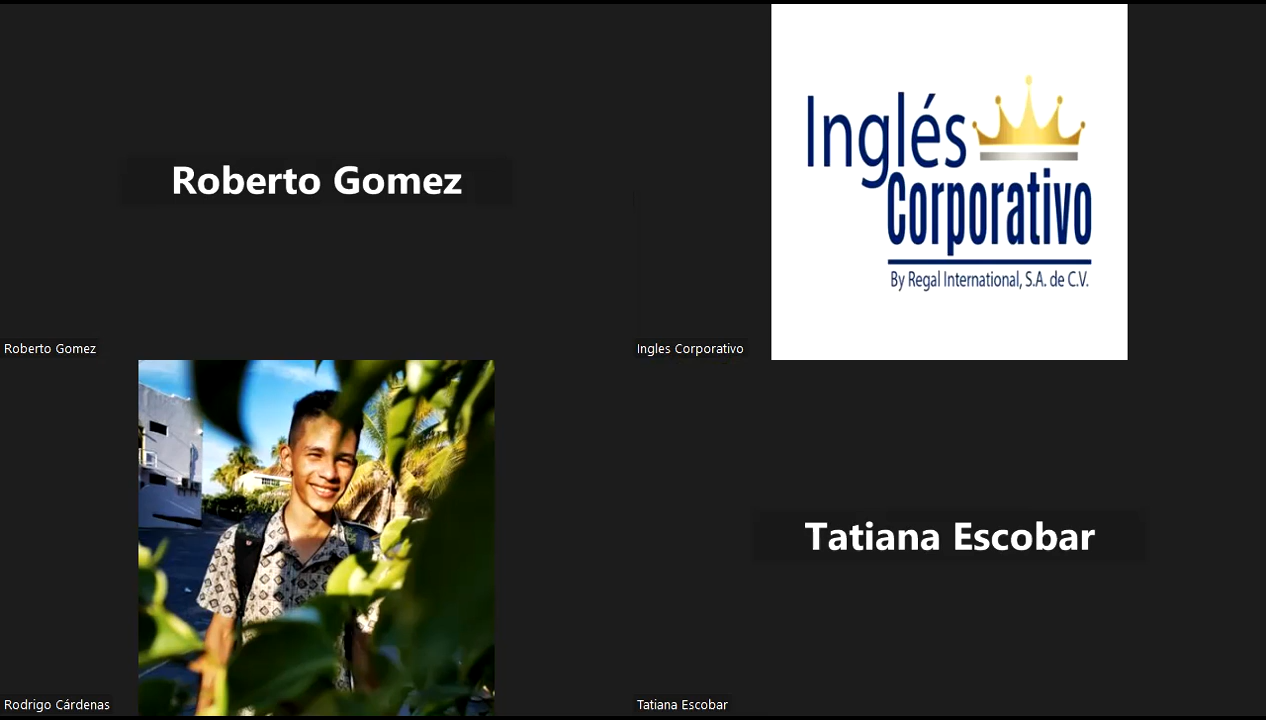 Roberto Gomez
Roberto Gomez
Inglés
Corporativo
By Regal International, S.A. de C.V.
Ingles Corporativo
Rodrigo Cárdenas
Tatiana Escobar
Tatiana Escobar